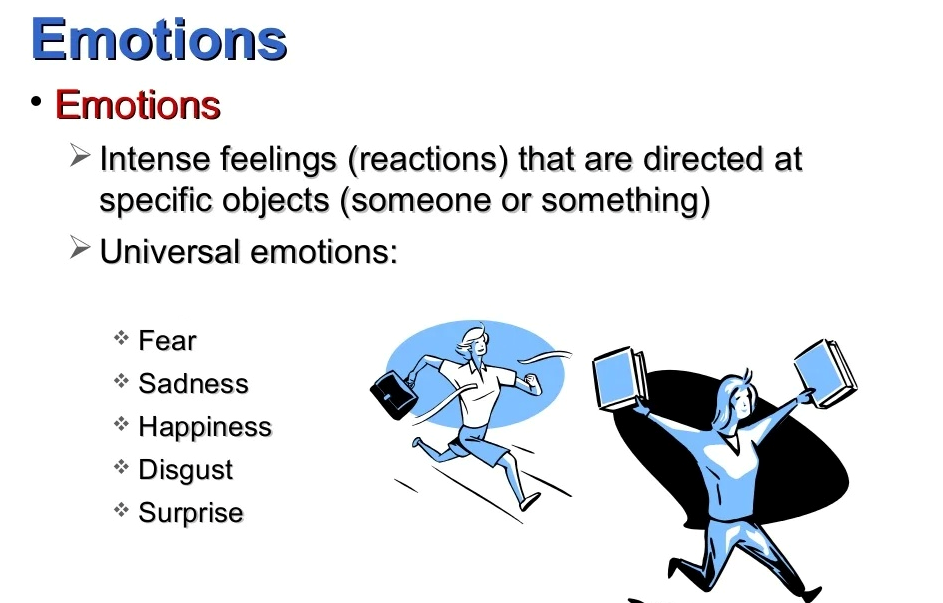 Emotions
• Emotions
➢ Intense feelings (reactions) that are directed at
specific objects (someone or something)
➢ Universal emotions:
❖ Fear
❖ Sadness
❖ Happiness
❖ Disgust
❖ Surprise